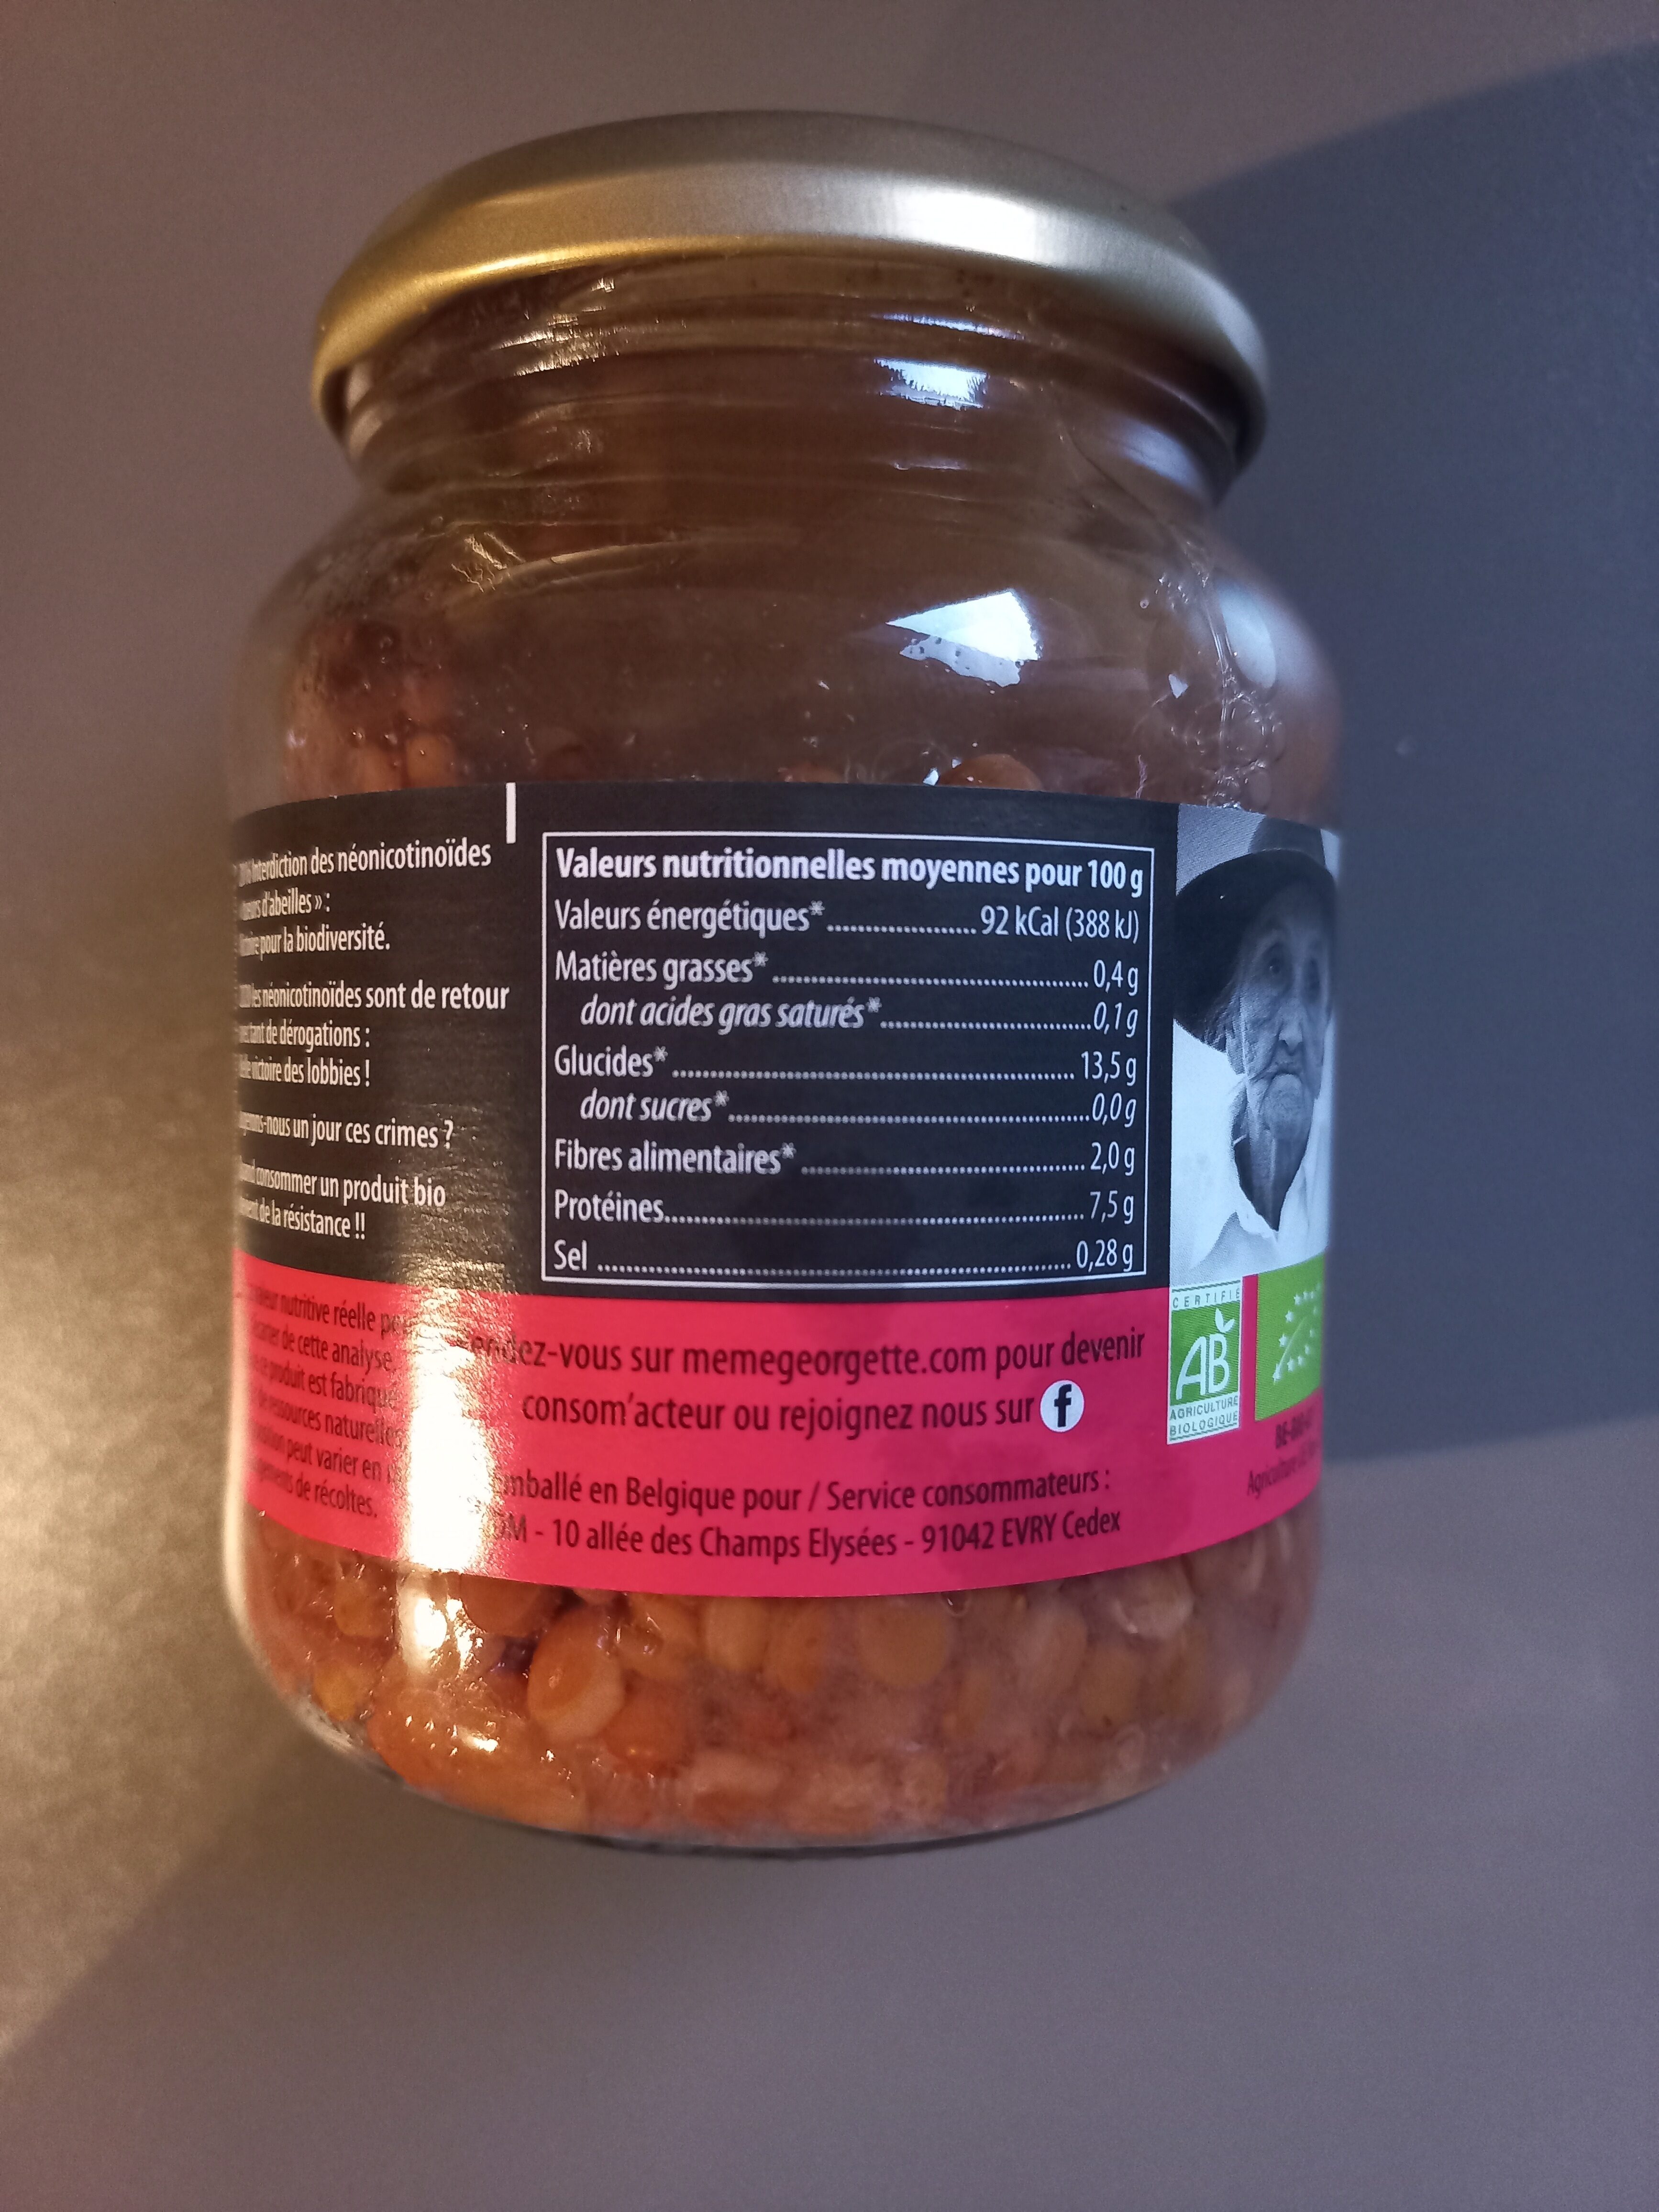 Interdiction des néonicotinoïdes
d'abeilles » :
pour la biodiversité.
les néonicotinoïdes sont de retour
de dérogations :
victoire des lobbies !
-nous un jour ces crimes ?
consommer un produit bio
de la résistance !!
nutritive réelle
de cette analyse
produit est fabriqué
ressources naturelles
peut varier en
de récoltes.
Valeurs nutritionnelles moyennes pour 100 g
Valeurs énergétiques* .................. 92 kCal (388 kJ)
Matières grasses* .................. 0,4 g
dont acides gras saturés* .................. 0,1 g
Glucides* .................. 13,5 g
dont sucres* .................. 0,0 g
Fibres alimentaires* .................. 2,0 g
Protéines .................. 7,5 g
Sel .................. 0,28 g
dez-vous sur memegeorgette.com pour devenir
consom'acteur ou rejoignez nous sur f
mballé en Belgique pour / Service consommateurs :
M - 10 allée des Champs Elysées - 91042 EVRY Cedex
CERTIFIÉ
AB
AGRICULTURE
BIOLOGIQUE